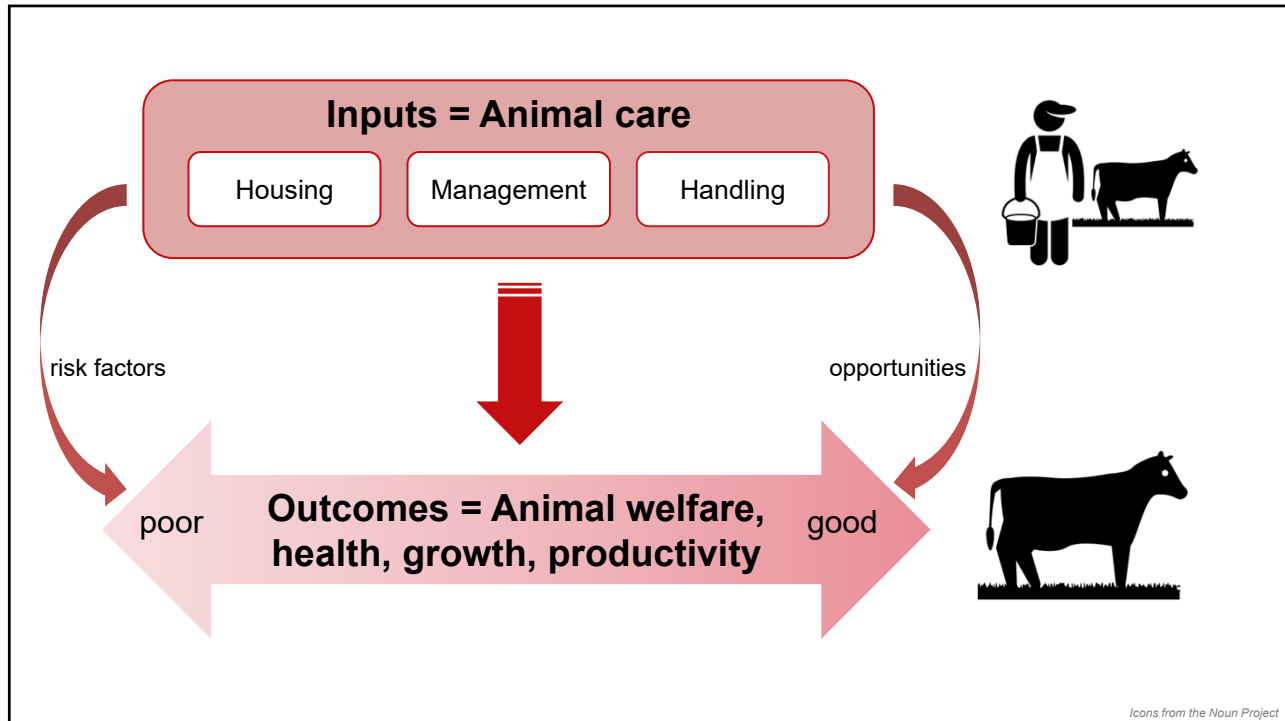 Inputs = Animal care
Housing
Management
Handling
risk factors
opportunities
poor
Outcomes = Animal welfare,
health, growth, productivity
good
Icons from the Noun Project